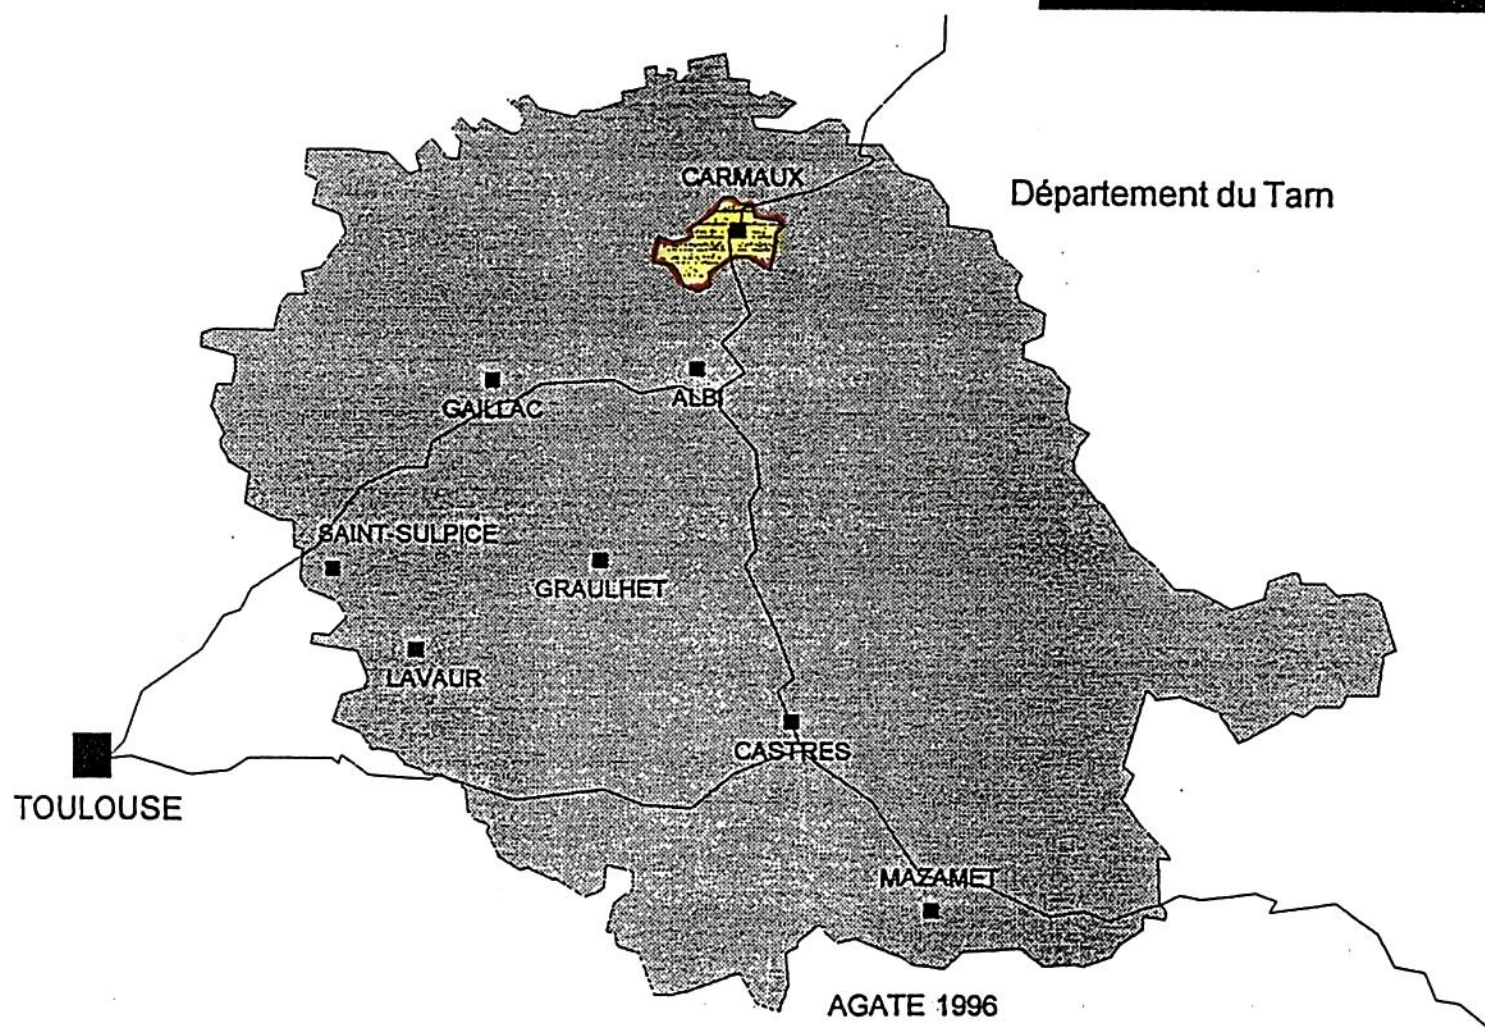 CARMAUX
Département du Tarn
GAILLAC
ALBI
SAINT-SULPICE
GRAULHET
LAVAUR
CASTRES
TOULOUSE
MAZAMET
AGATE 1996